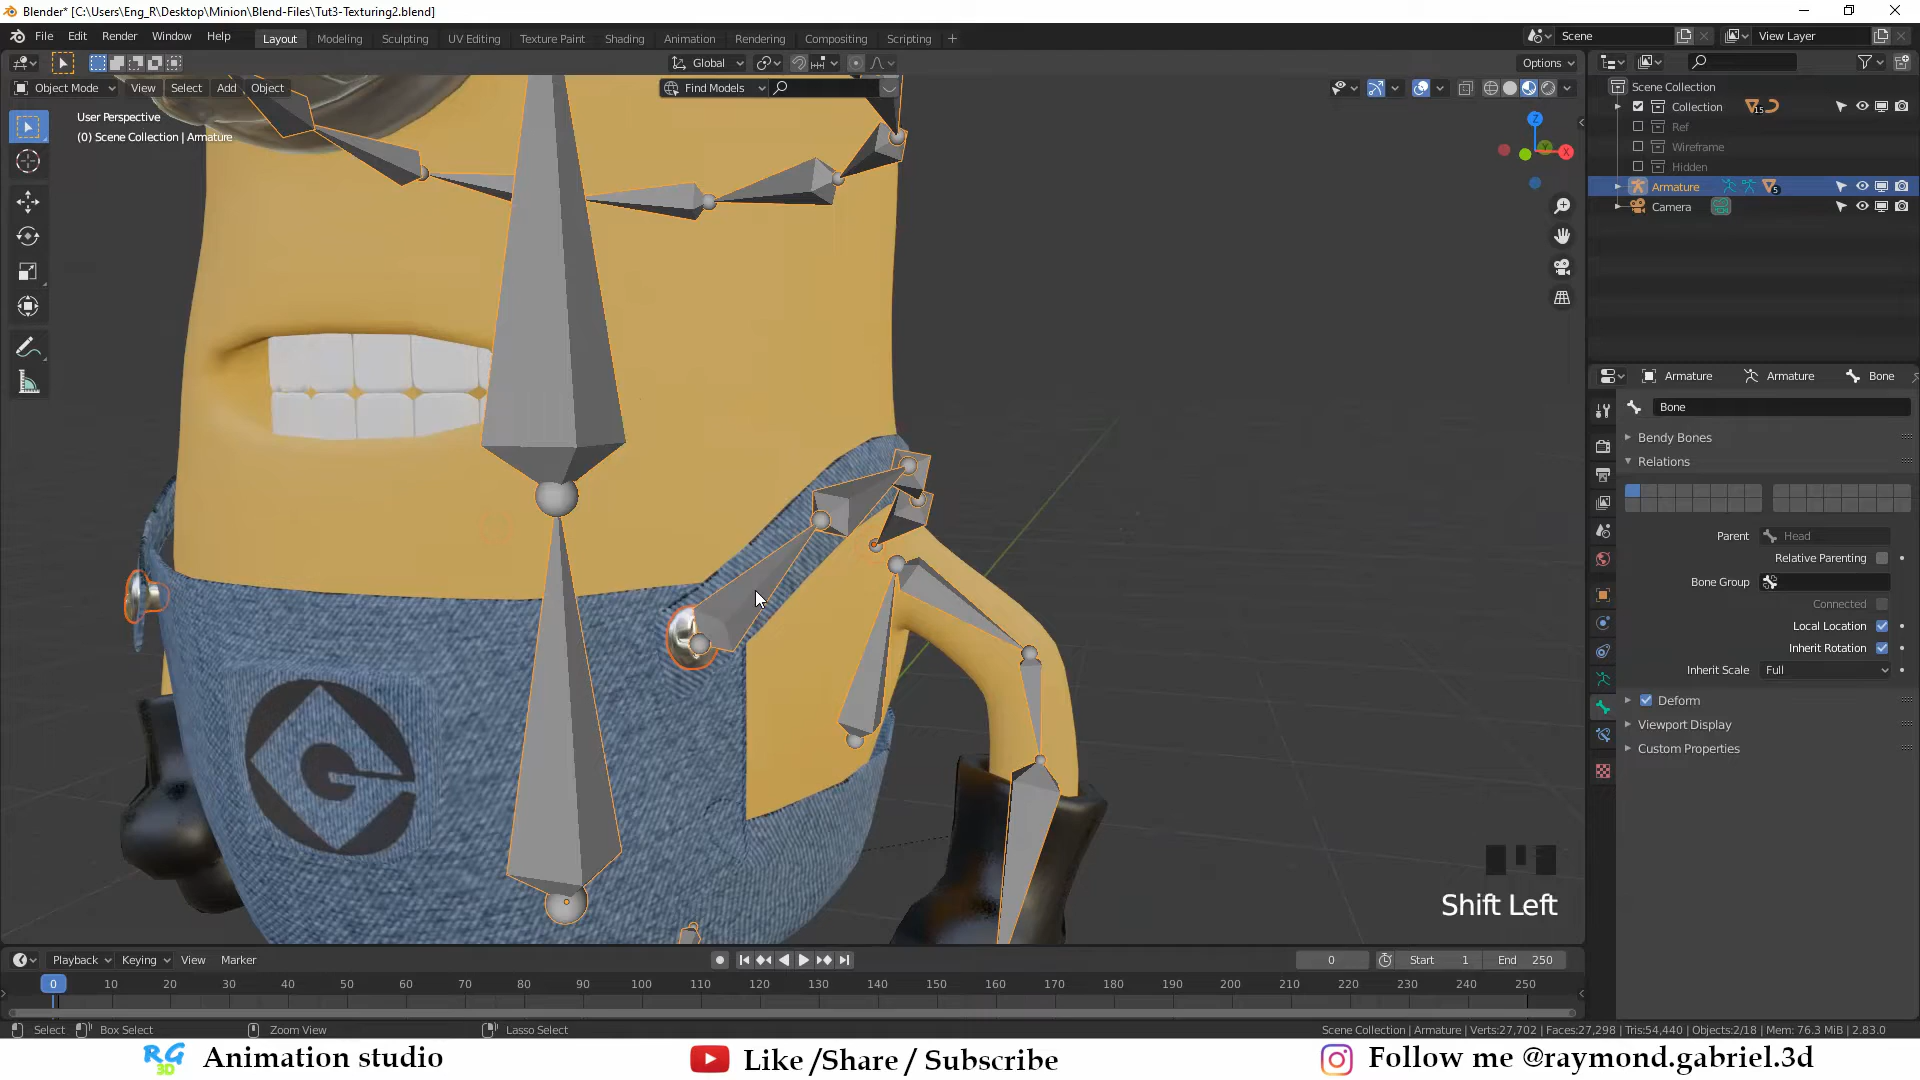 Blender* [C:\Users\Eng_R\Desktop\Minion\Blend-Files\Tut3-Texturing2.blend]
File Edit Render Window Help
Layout Modeling Sculpting UV Editing Texture Paint Shading Animation Rendering Compositing Scripting +
Scene View Layer
Global Options
Object Mode View Select Add Object
Find Models
User Perspective
(0) Scene Collection | Armature
Z
Y
X
Scene Collection
Collection 15
Ref
Wireframe
Hidden
Armature 5
Camera
Armature Armature Bone
Bone
Bendy Bones
Relations
Parent Head
Relative Parenting
Bone Group
Connected
Local Location
Inherit Rotation
Inherit Scale Full
Deform
Viewport Display
Custom Properties
Shift Left
Playback Keying View Marker
0 Start 1 End 250
0 10 20 30 40 50 60 70 80 90 100 110 120 130 140 150 160 170 180 190 200 210 220 230 240 250
Select Box Select Zoom View Lasso Select
Scene Collection | Armature | Verts:27,702 | Faces:27,298 | Tris:54,440 | Objects:2/18 | Mem: 76.3 MiB | 2.83.0
RG 3D Animation studio Like /Share / Subscribe Follow me @raymond.gabriel.3d